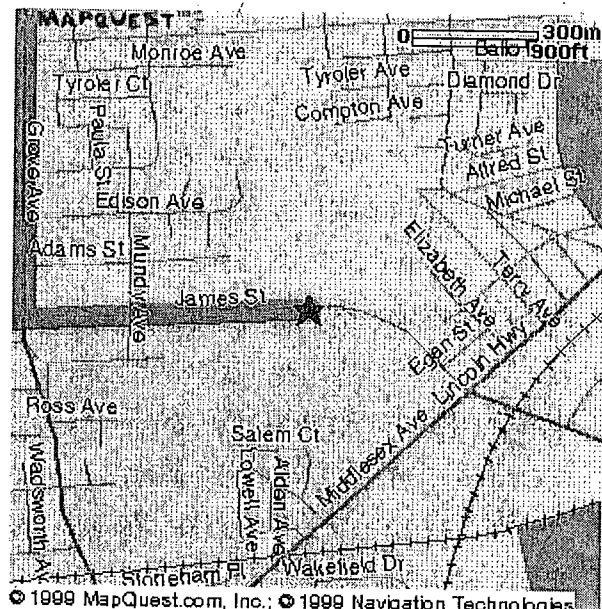 MAPQUEST
0 300m
900ft
Monroe Ave
Tyroler Ct
Tyroler Ave
Diamond Dr
Compton Ave
Paula St
Grove Ave
Turner Ave
Alfred St
Michael St
Edison Ave
Adams St
Mundy Ave
Elizabeth Ave
Terry Ave
James St
Egan St
Lincoln Hwy
Ross Ave
Salem Ct
Middlesex Ave
Wadsworth Av
Lowell Ave
Alden Ave
Stoneham Pl
Wakefield Dr
© 1999 MapQuest.com, Inc.; © 1999 Navigation Technologies